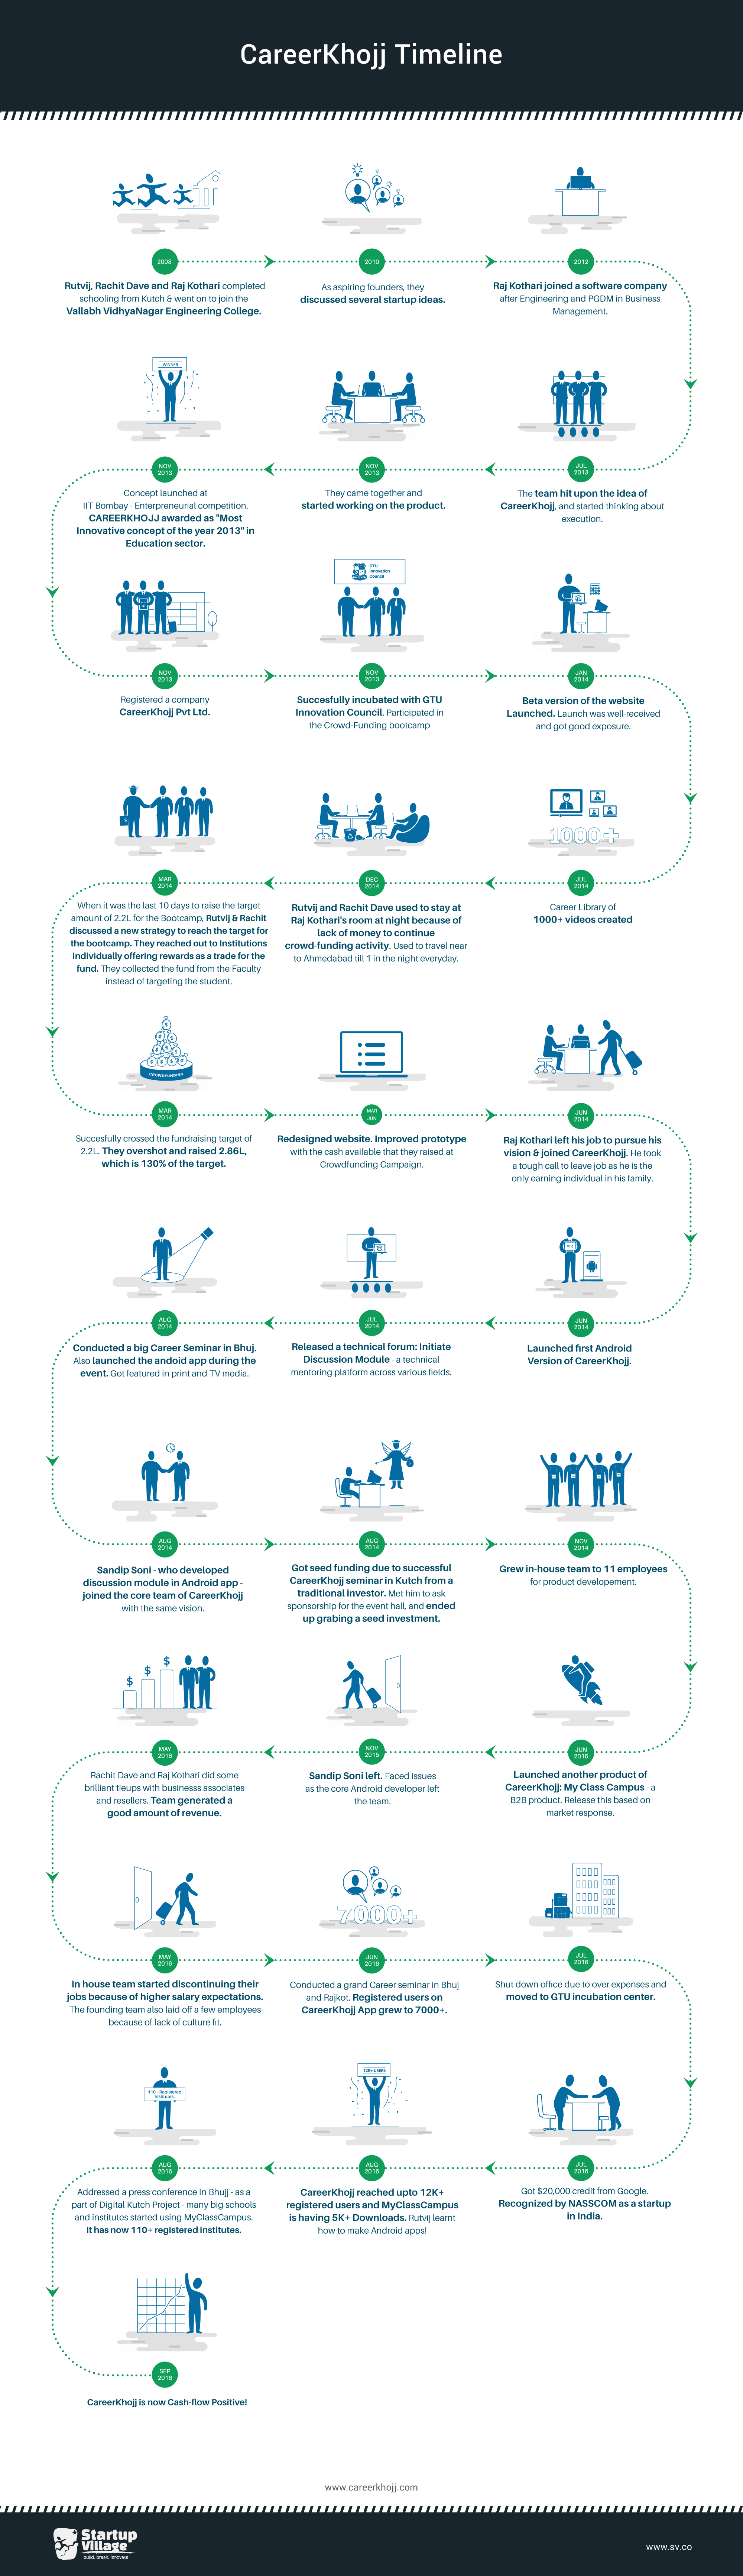 CareerKhojj Timeline
2008
2010
2012
Rutvij, Rachit Dave and Raj Kothari completed
schooling from Kutch & went on to join the
Vallabh VidhyaNagar Engineering College.
As aspiring founders, they
discussed several startup ideas.
Raj Kothari joined a software company
after Engineering and PGDM in Business
Management.
WINNER
NOV
2013
NOV
2013
JUL
2013
Concept launched at
IIT Bombay - Enterpreneurial competition.
CAREERKHOJJ awarded as "Most
Innovative concept of the year 2013" in
Education sector.
They came together and
started working on the product.
The team hit upon the idea of
CareerKhojj, and started thinking about
execution.
GTU
Innovation
Council
NOV
2013
NOV
2013
JAN
2014
Registered a company
CareerKhojj Pvt Ltd.
Succesfully incubated with GTU
Innovation Council. Participated in
the Crowd-Funding bootcamp
Beta version of the website
Launched. Launch was well-received
and got good exposure.
1000+
MAR
2014
DEC
2014
JUL
2014
When it was the last 10 days to raise the target
amount of 2.2L for the Bootcamp, Rutvij & Rachit
discussed a new strategy to reach the target for
the bootcamp. They reached out to Institutions
individually offering rewards as a trade for the
fund. They collected the fund from the Faculty
instead of targeting the student.
Rutvij and Rachit Dave used to stay at
Raj Kothari's room at night because of
lack of money to continue
crowd-funding activity. Used to travel near
to Ahmedabad till 1 in the night everyday.
Career Library of
1000+ videos created
CROWDFUNDING
MAR
2014
MAR
JUN
JUN
2014
Succesfully crossed the fundraising target of
2.2L. They overshot and raised 2.86L,
which is 130% of the target.
Redesigned website. Improved prototype
with the cash available that they raised at
Crowdfunding Campaign.
Raj Kothari left his job to pursue his
vision & joined CareerKhojj. He took
a tough call to leave job as he is the
only earning individual in his family.
AUG
2014
JUL
2014
JUN
2014
Conducted a big Career Seminar in Bhuj.
Also launched the andoid app during the
event. Got featured in print and TV media.
Released a technical forum: Initiate
Discussion Module - a technical
mentoring platform across various fields.
Launched first Android
Version of CareerKhojj.
AUG
2014
AUG
2014
NOV
2014
Sandip Soni - who developed
discussion module in Android app -
joined the core team of CareerKhojj
with the same vision.
Got seed funding due to successful
CareerKhojj seminar in Kutch from a
traditional investor. Met him to ask
sponsorship for the event hall, and ended
up grabing a seed investment.
Grew in-house team to 11 employees
for product developement.
$ $ $
MAY
2016
NOV
2015
JUN
2015
Rachit Dave and Raj Kothari did some
brilliant tieups with businesss associates
and resellers. Team generated a
good amount of revenue.
Sandip Soni left. Faced issues
as the core Android developer left
the team.
Launched another product of
CareerKhojj: My Class Campus - a
B2B product. Release this based on
market response.
7000+
MAY
2016
JUN
2016
JUL
2016
In house team started discontinuing their
jobs because of higher salary expectations.
The founding team also laid off a few employees
because of lack of culture fit.
Conducted a grand Career seminar in Bhuj
and Rajkot. Registered users on
CareerKhojj App grew to 7000+.
Shut down office due to over expenses and
moved to GTU incubation center.
110+ Registered
Institutes.
12K+ USERS
AUG
2016
AUG
2016
JUL
2016
Addressed a press conference in Bhujj - as a
part of Digital Kutch Project - many big schools
and institutes started using MyClassCampus.
It has now 110+ registered institutes.
CareerKhojj reached upto 12K+
registered users and MyClassCampus
is having 5K+ Downloads. Rutvij learnt
how to make Android apps!
Got $20,000 credit from Google.
Recognized by NASSCOM as a startup
in India.
SEP
2016
CareerKhojj is now Cash-flow Positive!
www.careerkhojj.com
Startup
Village
build. break. innovate
www.sv.co